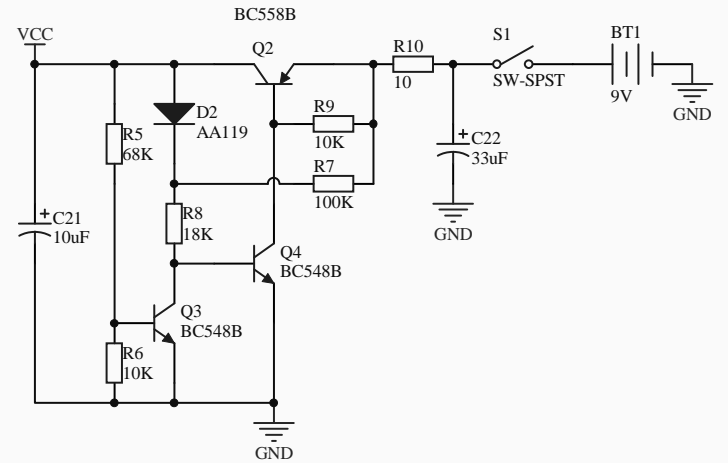 BC558B
VCC
Q2
R10
10
S1
SW-SPST
BT1
9V
GND
D2
AA119
R9
10K
R5
68K
C22
33uF
R7
100K
GND
C21
10uF
R8
18K
Q4
BC548B
Q3
BC548B
R6
10K
GND